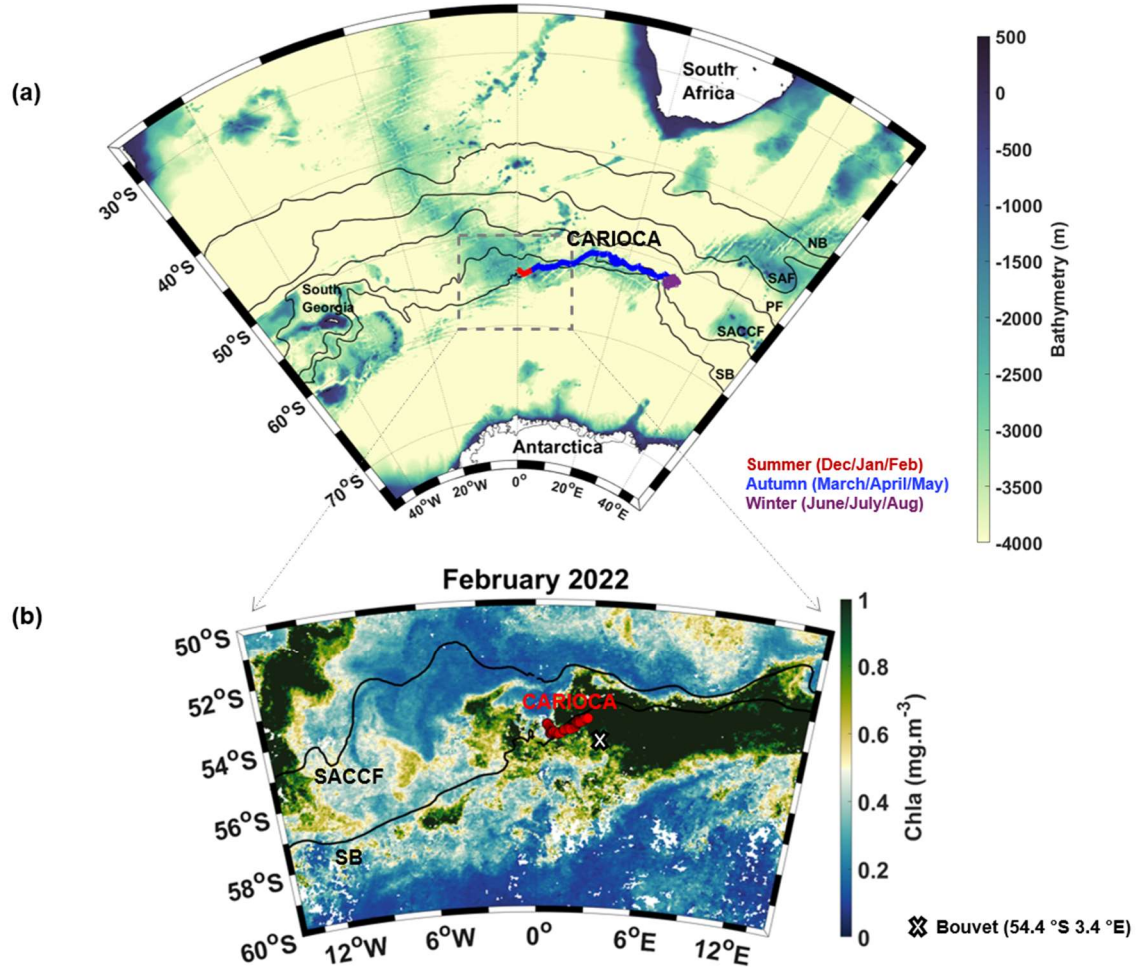 (a)
South
Africa
30°S
40°S
50°S
60°S
70°S
CARIOCA
NB
SAF
PF
SACCF
SB
South
Georgia
Antarctica
40°W
20°W
0°
20°E
40°E
Summer (Dec/Jan/Feb)
Autumn (March/April/May)
Winter (June/July/Aug)
500
0
-500
-1000
-1500
-2000
-2500
-3000
-3500
-4000
Bathymetry (m)
(b)
February 2022
50°S
52°S
54°S
56°S
58°S
60°S
CARIOCA
SACCF
SB
12°W
6°W
0°
6°E
12°E
1
0.8
0.6
0.4
0.2
0
Chla (mg.m⁻³)
Bouvet (54.4 °S 3.4 °E)